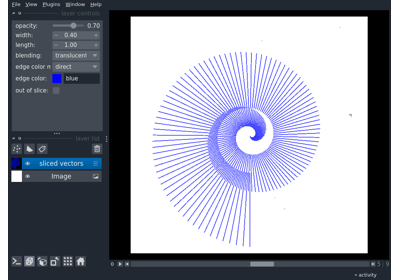 File View Plugins Window Help
layer controls
opacity: 0.70
width: 0.40
length: 1.00
blending: translucent
edge color m direct
edge color: blue
out of slice:
layer list
sliced vectors
Image
0
5 9
activity